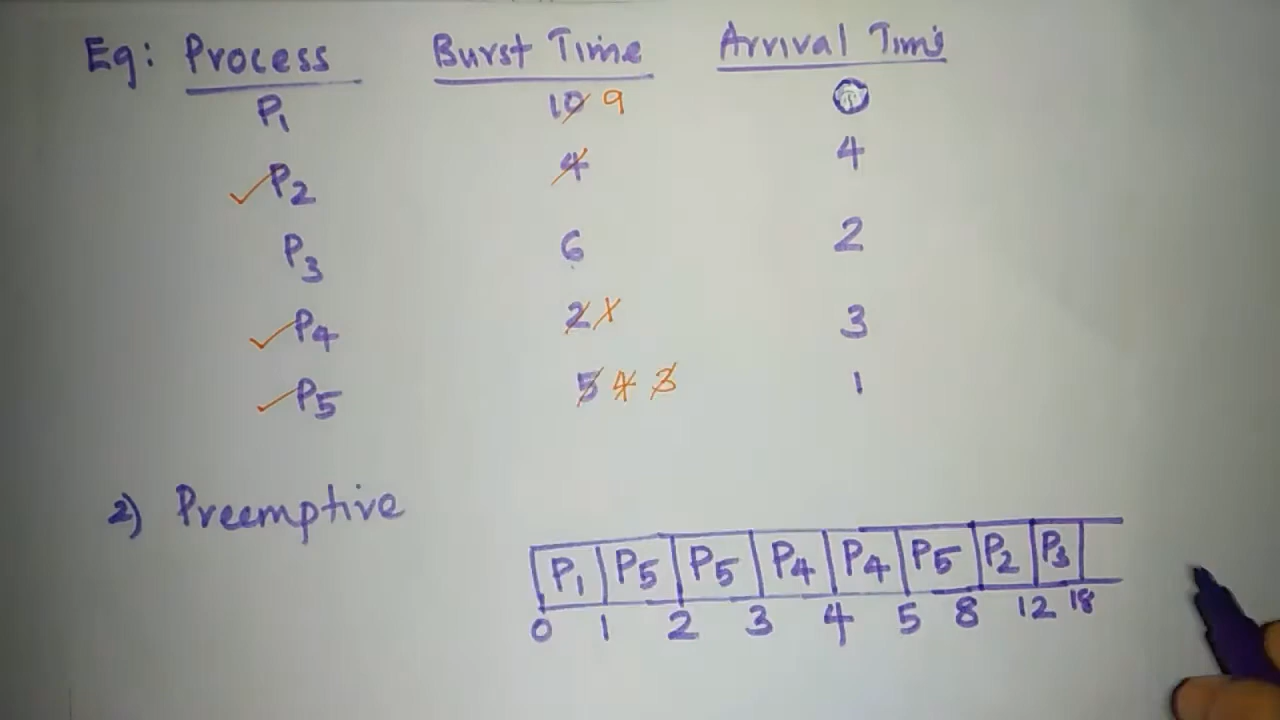 Eg: Process Burst Time Arrival Time
P1 10 9 0
P2 4 4
P3 6 2
P4 2 1 3
P5 5 4 3 1
2) Preemptive
P1 P5 P5 P4 P4 P5 P2 P3
0 1 2 3 4 5 8 12 18